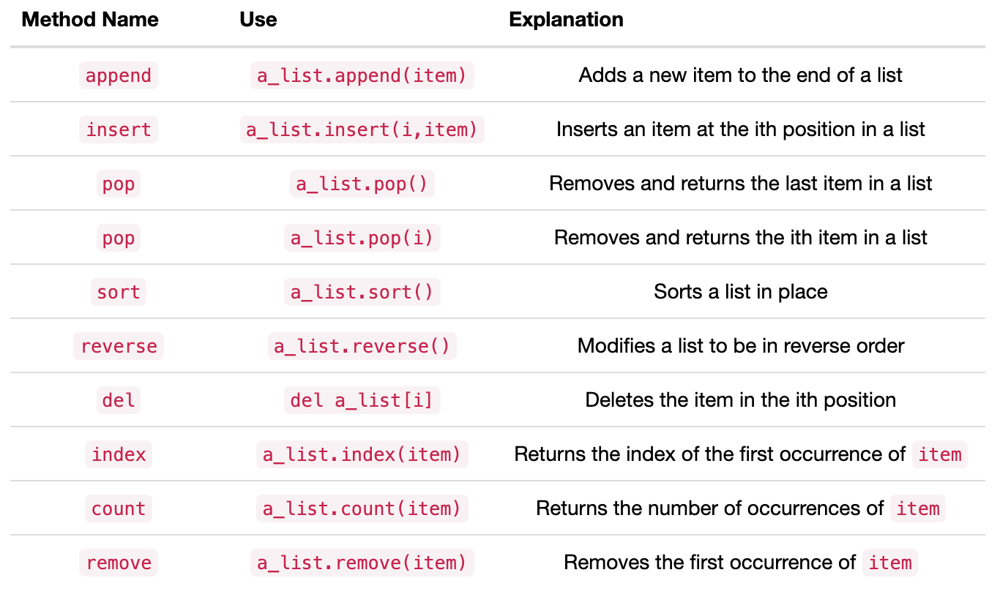 Method Name Use Explanation
append a_list.append(item) Adds a new item to the end of a list
insert a_list.insert(i,item) Inserts an item at the ith position in a list
pop a_list.pop() Removes and returns the last item in a list
pop a_list.pop(i) Removes and returns the ith item in a list
sort a_list.sort() Sorts a list in place
reverse a_list.reverse() Modifies a list to be in reverse order
del del a_list[i] Deletes the item in the ith position
index a_list.index(item) Returns the index of the first occurrence of item
count a_list.count(item) Returns the number of occurrences of item
remove a_list.remove(item) Removes the first occurrence of item